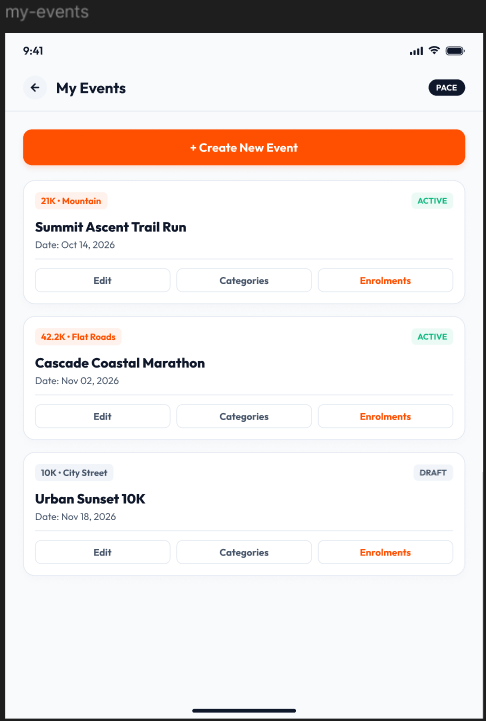 my-events
9:41
My Events
PACE
+ Create New Event
21K • Mountain
ACTIVE
Summit Ascent Trail Run
Date: Oct 14, 2026
Edit
Categories
Enrolments
42.2K • Flat Roads
ACTIVE
Cascade Coastal Marathon
Date: Nov 02, 2026
Edit
Categories
Enrolments
10K • City Street
DRAFT
Urban Sunset 10K
Date: Nov 18, 2026
Edit
Categories
Enrolments